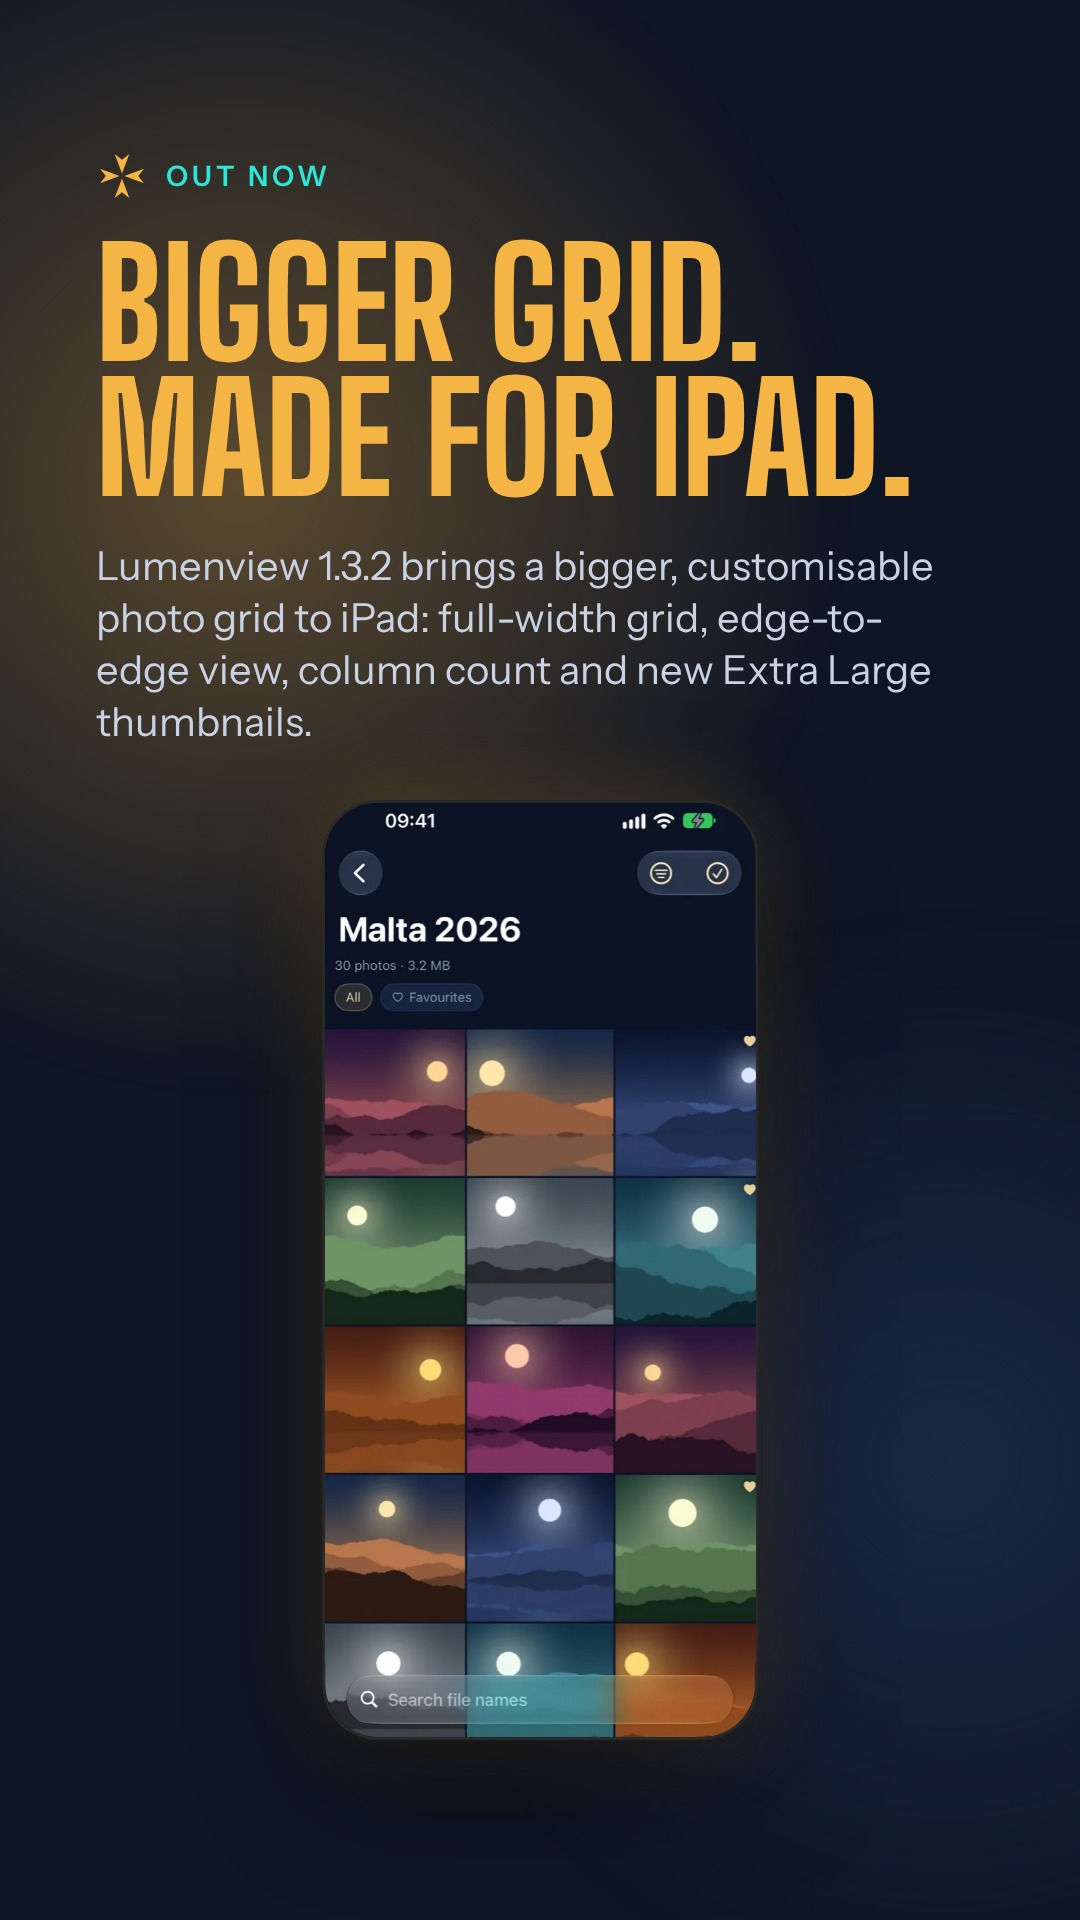 OUT NOW
BIGGER GRID.
MADE FOR IPAD.
Lumenview 1.3.2 brings a bigger, customisable
photo grid to iPad: full-width grid, edge-to-
edge view, column count and new Extra Large
thumbnails.
09:41
Malta 2026
30 photos · 3.2 MB
All
Favourites
Search file names